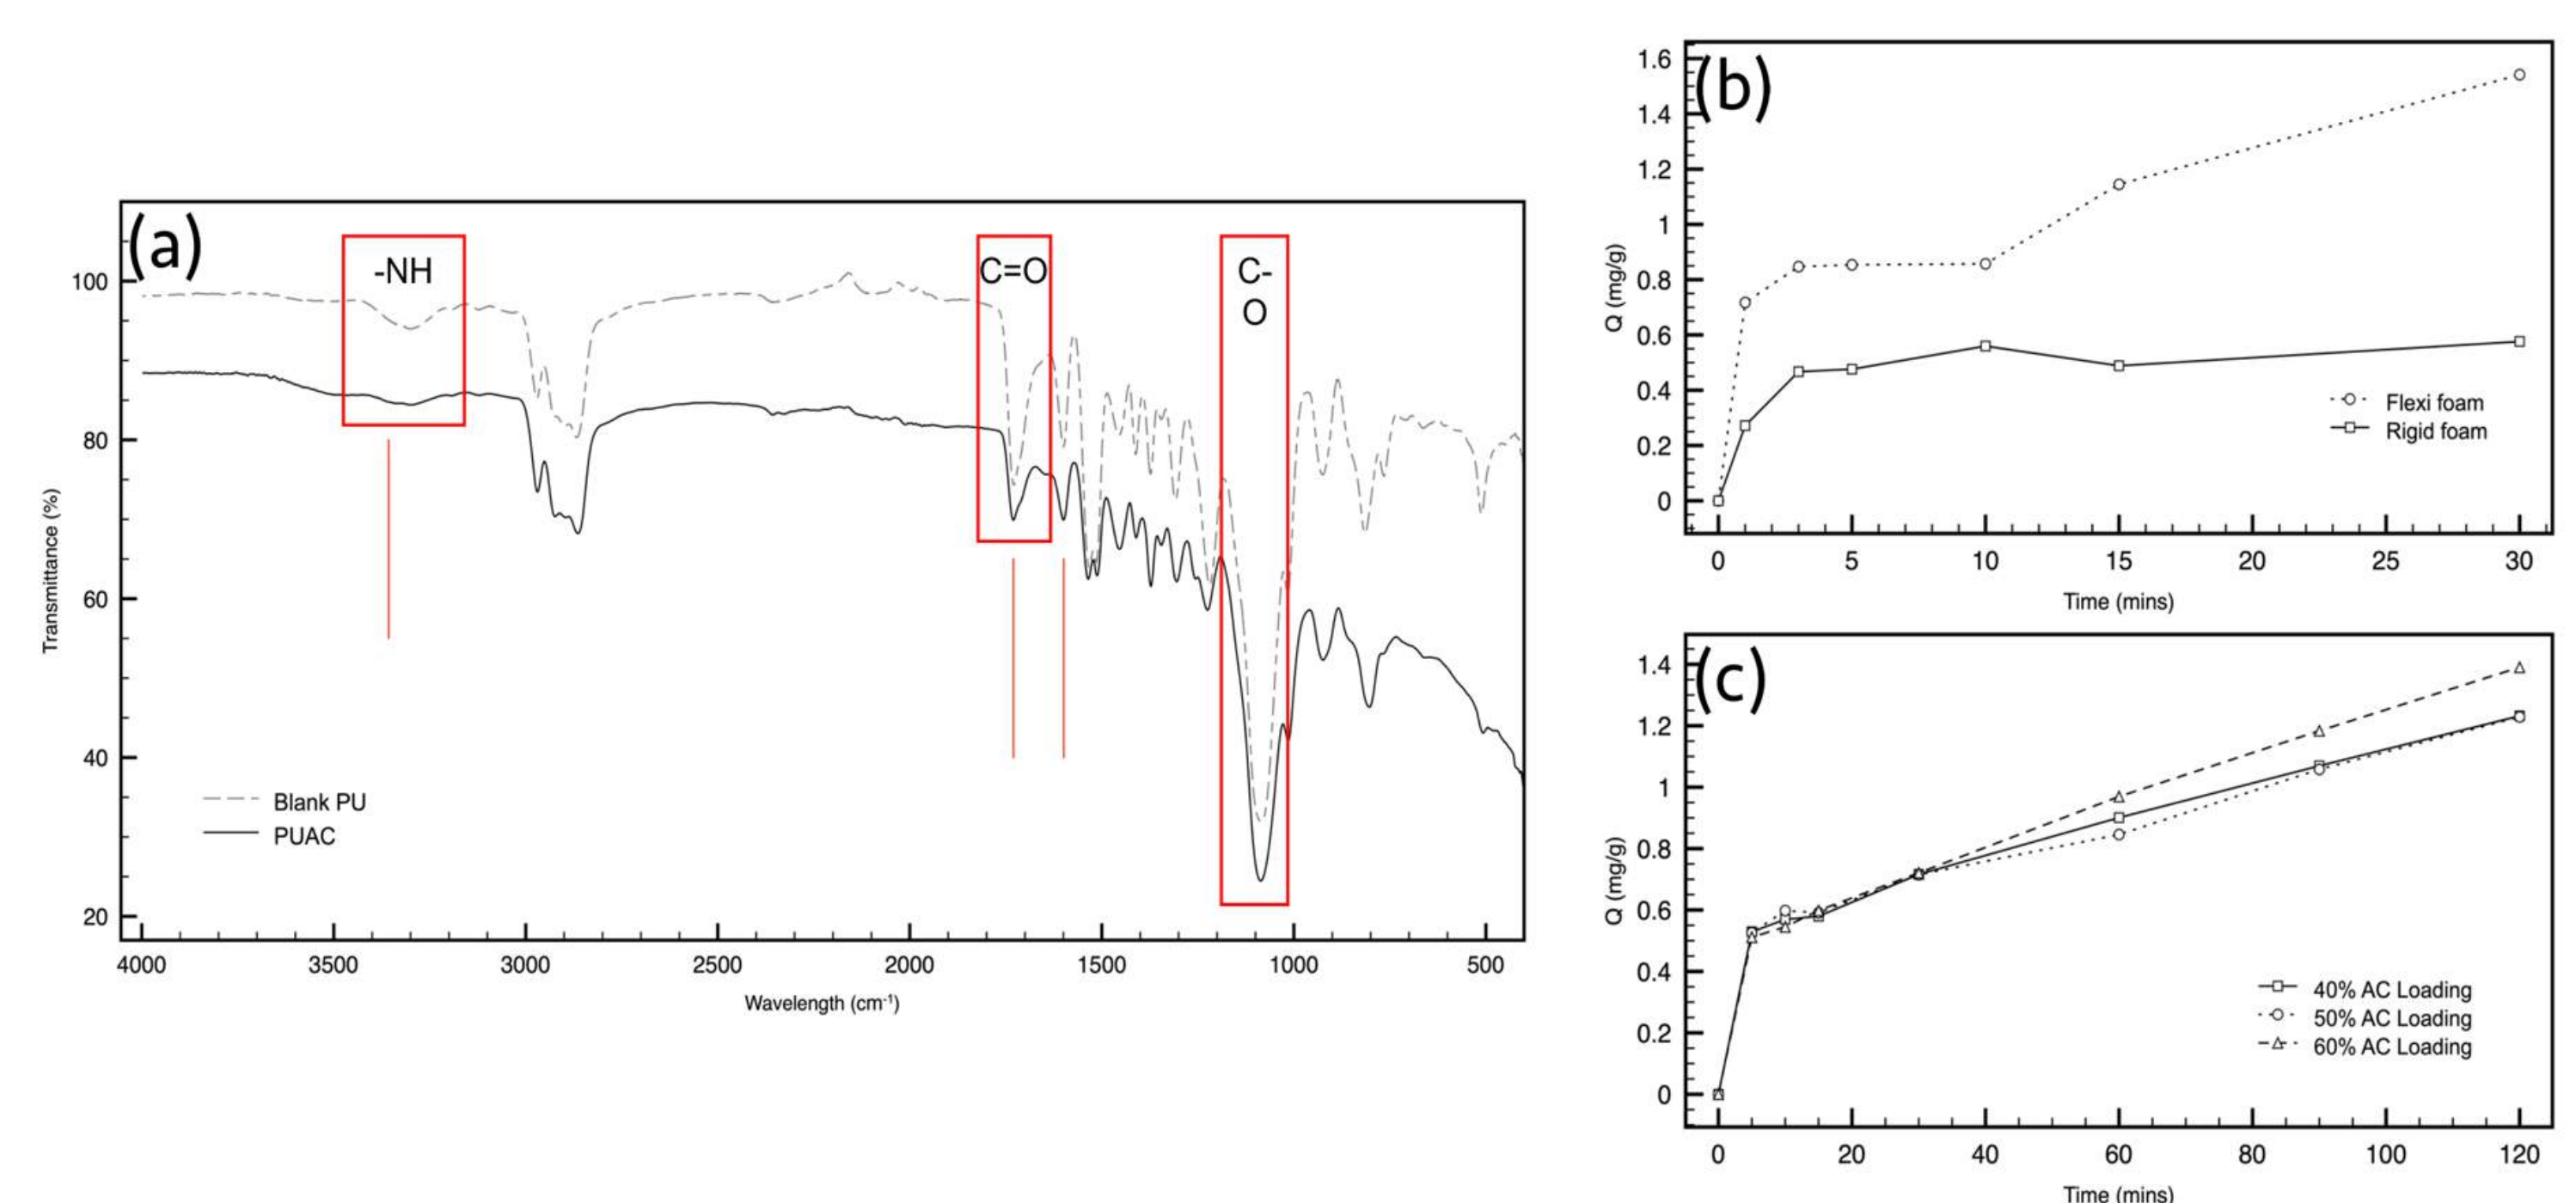 (a)
-NH
C=O
C-
O
100
80
60
40
20
Transmittance (%)
Blank PU
PUAC
4000 3500 3000 2500 2000 1500 1000 500
Wavelength (cm⁻¹)
(b)
1.6
1.4
1.2
1
0.8
0.6
0.4
0.2
0
Q (mg/g)
Flexi foam
Rigid foam
0 5 10 15 20 25 30
Time (mins)
(c)
1.4
1.2
1
0.8
0.6
0.4
0.2
0
Q (mg/g)
40% AC Loading
50% AC Loading
60% AC Loading
0 20 40 60 80 100 120
Time (mins)